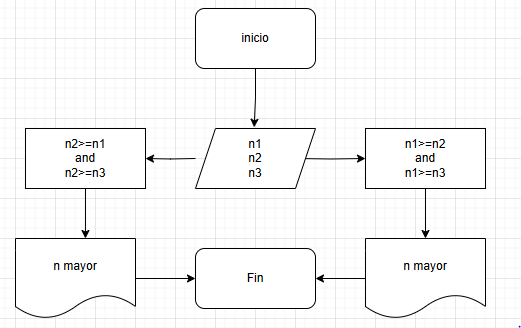 inicio
n2>=n1
and
n2>=n3
n1
n2
n3
n1>=n2
and
n1>=n3
n mayor
Fin
n mayor